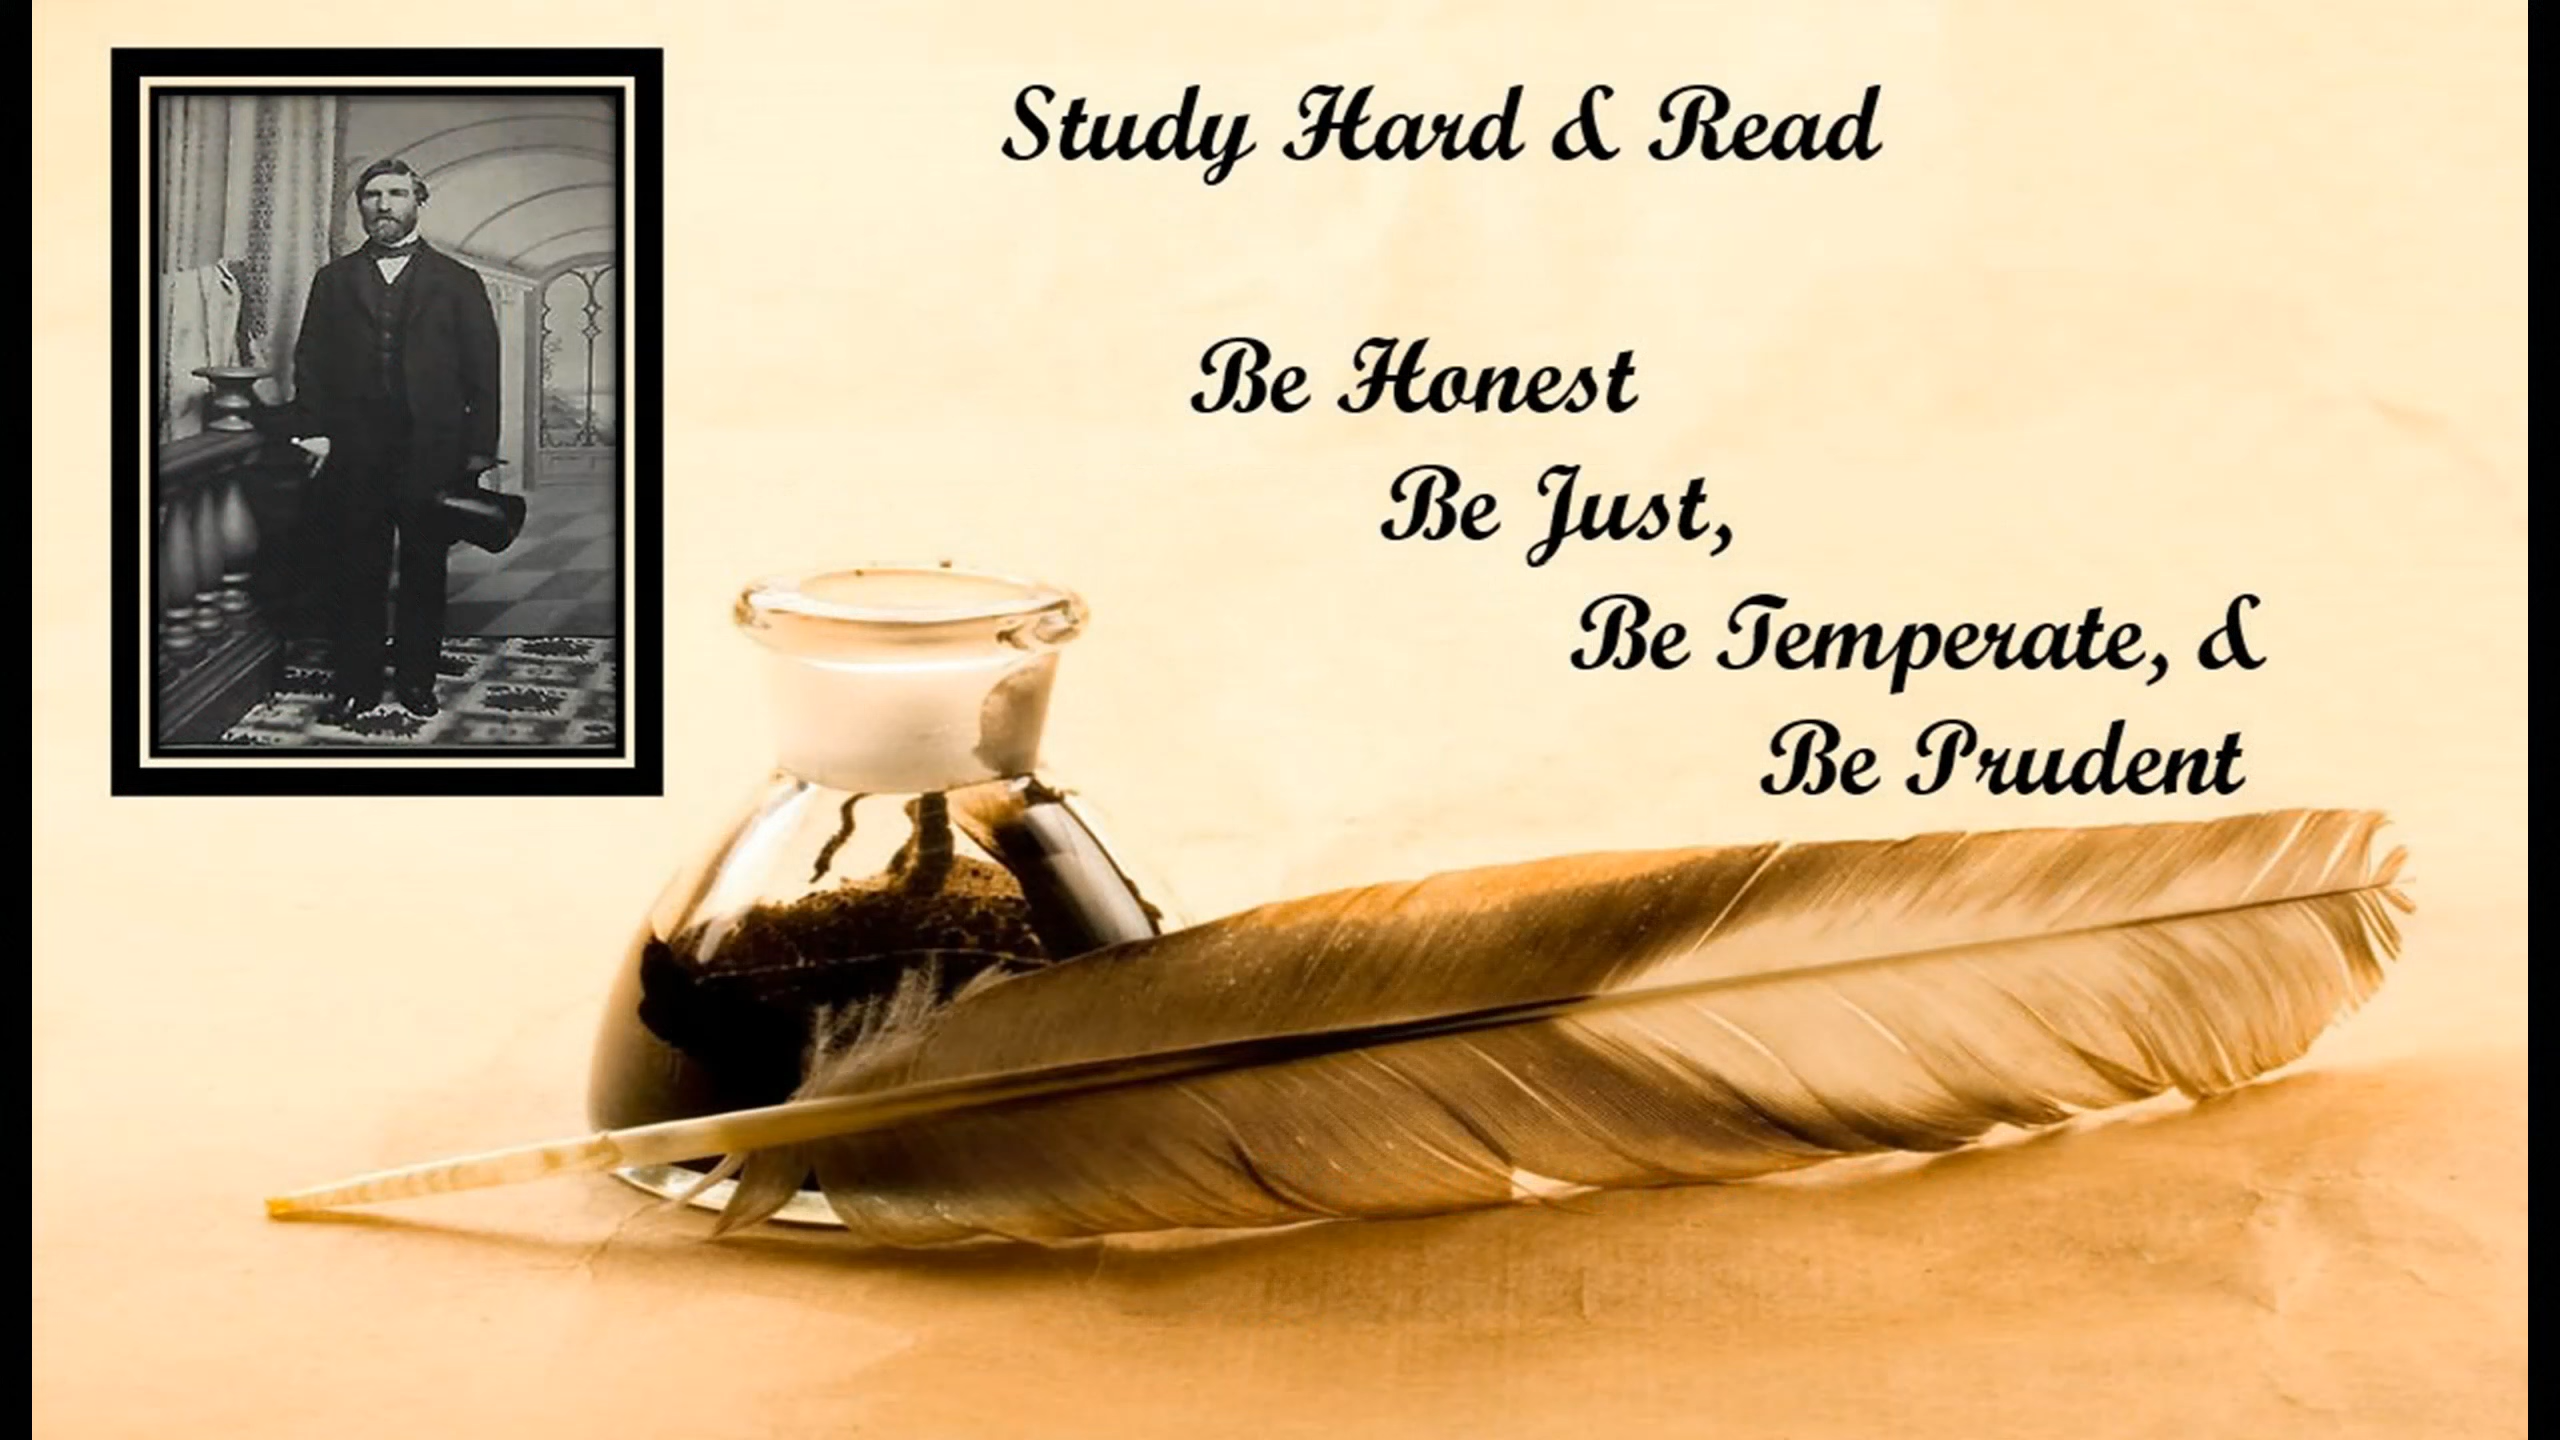 Study Hard & Read
Be Honest
Be Just,
Be Temperate, &
Be Prudent